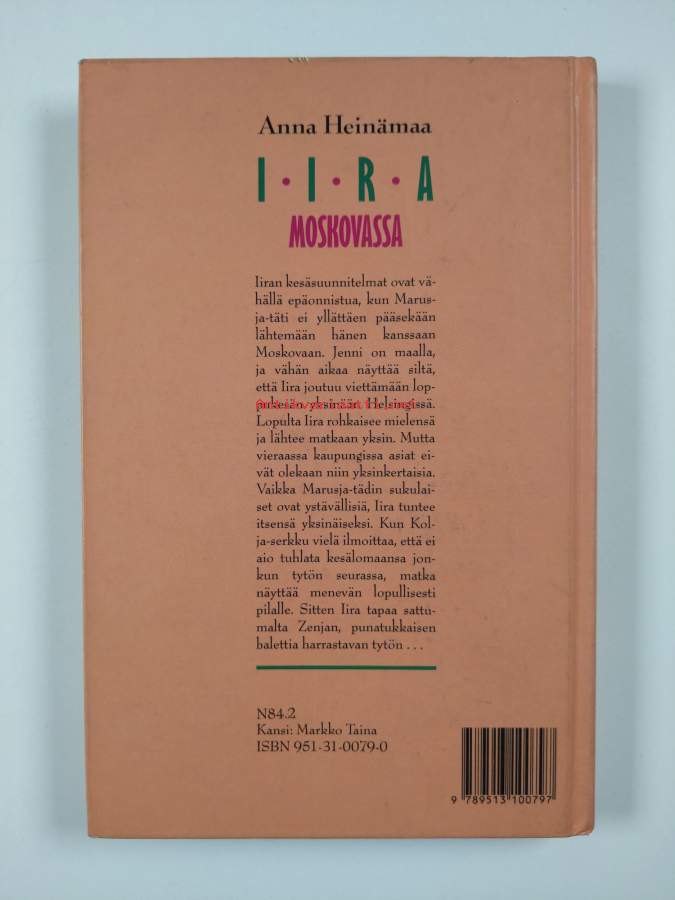 Anna Heinämaa
I·I·R·A
MOSKOVASSA
Iiran kesäsuunnitelmat ovat vä-
hällä epäonnistua, kun Marus-
ja-täti ei yllättäen pääsekään
lähtemään hänen kanssaan
Moskovaan. Jenni on maalla,
ja vähän aikaa näyttää siltä,
että Iira joutuu viettämään lop-
pukesän yksinään Helsingissä.
Lopulta Iira rohkaisee mielensä
ja lähtee matkaan yksin. Mutta
vieraassa kaupungissa asiat ei-
vät olekaan niin yksinkertaisia.
Vaikka Marusja-tädin sukulai-
set ovat ystävällisiä, Iira tuntee
itsensä yksinäiseksi. Kun Kol-
ja-serkku vielä ilmoittaa, että ei
aio tuhlata kesälomaansa jon-
kun tytön seurassa, matka
näyttää menevän lopullisesti
pilalle. Sitten Iira tapaa sattu-
malta Zenjan, punatukkaisen
balettia harrastavan tytön . . .
N84.2
Kansi: Markko Taina
ISBN 951-31-0079-0
9 789513 100797